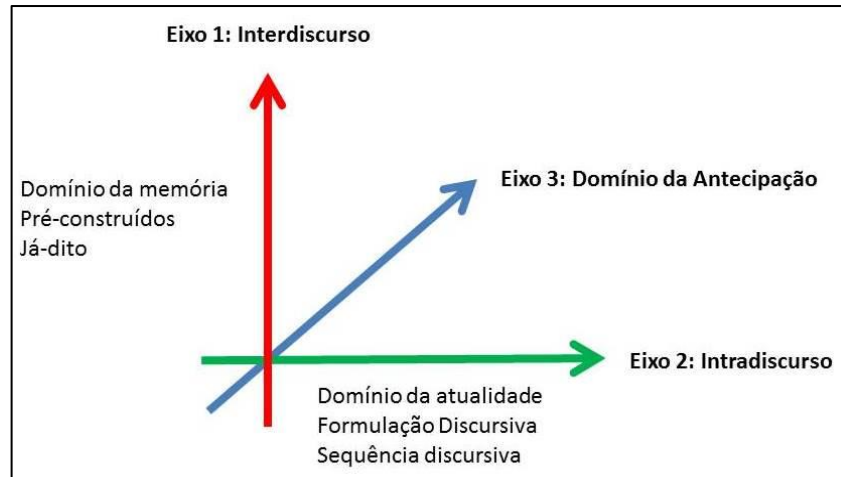 Eixo 1: Interdiscurso
Domínio da memória
Pré-construídos
Já-dito
Eixo 3: Domínio da Antecipação
Eixo 2: Intradiscurso
Domínio da atualidade
Formulação Discursiva
Sequência discursiva